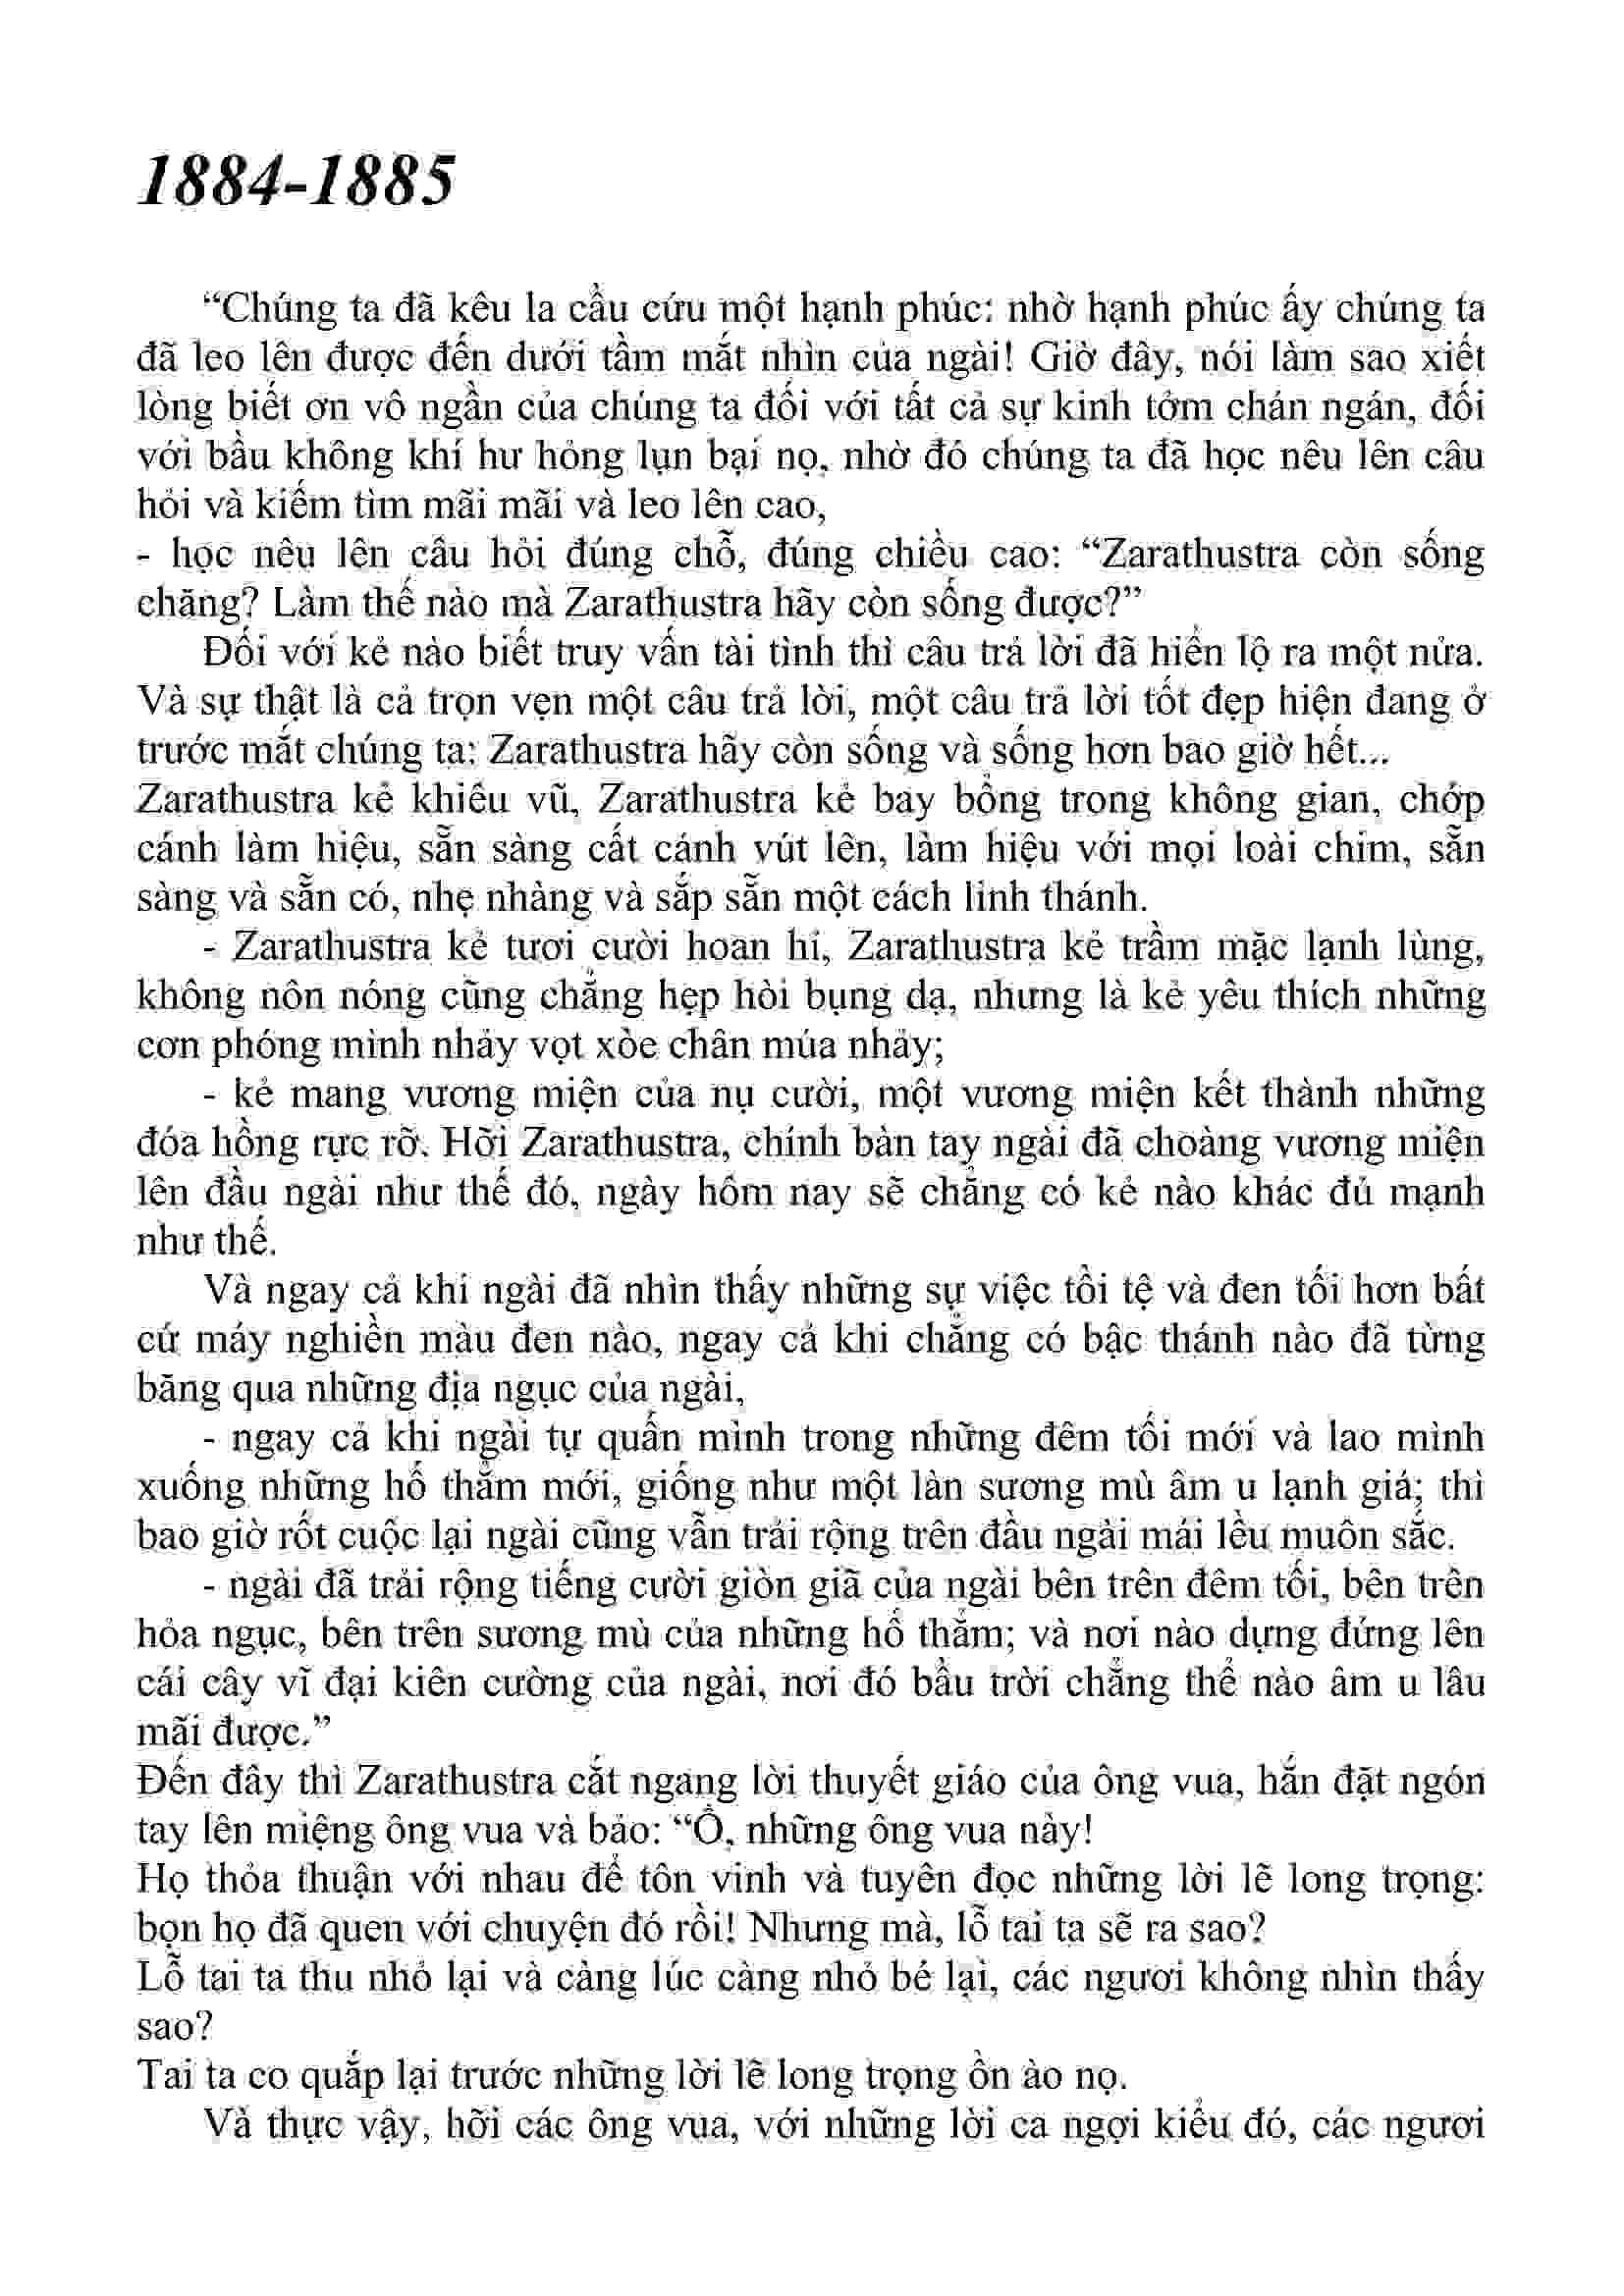 1884-1885
“Chúng ta đã kêu la cầu cứu một hạnh phúc: nhờ hạnh phúc ấy chúng ta
đã leo lên được đến dưới tầm mắt nhìn của ngài! Giờ đây, nói làm sao xiết
lòng biết ơn vô ngần của chúng ta đối với tất cả sự kinh tởm chán ngán, đối
với bầu không khí hư hỏng lụn bại nọ, nhờ đó chúng ta đã học nêu lên câu
hỏi và kiếm tìm mãi mãi và leo lên cao,
- học nêu lên câu hỏi đúng chỗ, đúng chiều cao: “Zarathustra còn sống
chăng? Làm thế nào mà Zarathustra hãy còn sống được?”
Đối với kẻ nào biết truy vấn tài tình thì câu trả lời đã hiển lộ ra một nửa.
Và sự thật là cả trọn vẹn một câu trả lời, một câu trả lời tốt đẹp hiện đang ở
trước mắt chúng ta: Zarathustra hãy còn sống và sống hơn bao giờ hết...
Zarathustra kẻ khiêu vũ, Zarathustra kẻ bay bổng trong không gian, chớp
cánh làm hiệu, sẵn sàng cất cánh vút lên, làm hiệu với mọi loài chim, sẵn
sàng và sẵn có, nhẹ nhàng và sắp sẵn một cách linh thánh.
- Zarathustra kẻ tươi cười hoan hỉ, Zarathustra kẻ trầm mặc lạnh lùng,
không nôn nóng cũng chẳng hẹp hòi bụng dạ, nhưng là kẻ yêu thích những
cơn phóng mình nhảy vọt xòe chân múa nhảy;
- kẻ mang vương miện của nụ cười, một vương miện kết thành những
đóa hồng rực rỡ. Hỡi Zarathustra, chính bàn tay ngài đã choàng vương miện
lên đầu ngài như thế đó, ngày hôm nay sẽ chẳng có kẻ nào khác đủ mạnh
như thế.
Và ngay cả khi ngài đã nhìn thấy những sự việc tồi tệ và đen tối hơn bất
cứ máy nghiền màu đen nào, ngay cả khi chẳng có bậc thánh nào đã từng
băng qua những địa ngục của ngài,
- ngay cả khi ngài tự quấn mình trong những đêm tối mới và lao mình
xuống những hố thẳm mới, giống như một làn sương mù âm u lạnh giá; thì
bao giờ rốt cuộc lại ngài cũng vẫn trải rộng trên đầu ngài mái lều muôn sắc.
- ngài đã trải rộng tiếng cười giòn giã của ngài bên trên đêm tối, bên trên
hỏa ngục, bên trên sương mù của những hố thẳm; và nơi nào dựng đứng lên
cái cây vĩ đại kiên cường của ngài, nơi đó bầu trời chẳng thể nào âm u lâu
mãi được.”
Đến đây thì Zarathustra cắt ngang lời thuyết giáo của ông vua, hắn đặt ngón
tay lên miệng ông vua và bảo: “Ồ, những ông vua này!
Họ thỏa thuận với nhau để tôn vinh và tuyên đọc những lời lẽ long trọng:
bọn họ đã quen với chuyện đó rồi! Nhưng mà, lỗ tai ta sẽ ra sao?
Lỗ tai ta thu nhỏ lại và càng lúc càng nhỏ bé lại, các ngươi không nhìn thấy
sao?
Tai ta co quắp lại trước những lời lẽ long trọng ồn ào nọ.
Và thực vậy, hỡi các ông vua, với những lời ca ngợi kiểu đó, các ngươi